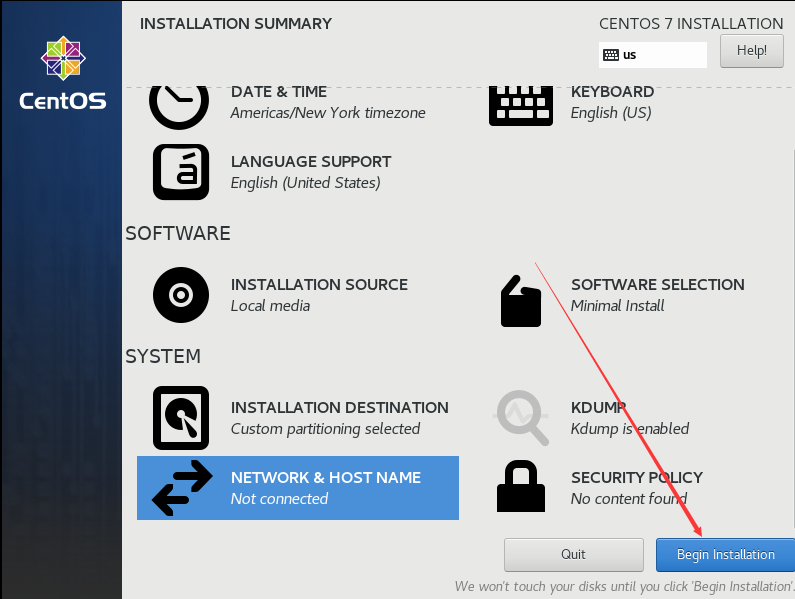 INSTALLATION SUMMARY
CENTOS 7 INSTALLATION
us
Help!
CentOS
DATE & TIME
Americas/New York timezone
KEYBOARD
English (US)
á
LANGUAGE SUPPORT
English (United States)
SOFTWARE
INSTALLATION SOURCE
Local media
SOFTWARE SELECTION
Minimal Install
SYSTEM
INSTALLATION DESTINATION
Custom partitioning selected
KDUMP
Kdump is enabled
NETWORK & HOST NAME
Not connected
SECURITY POLICY
No content found
Quit
Begin Installation
We won't touch your disks until you click 'Begin Installation'.